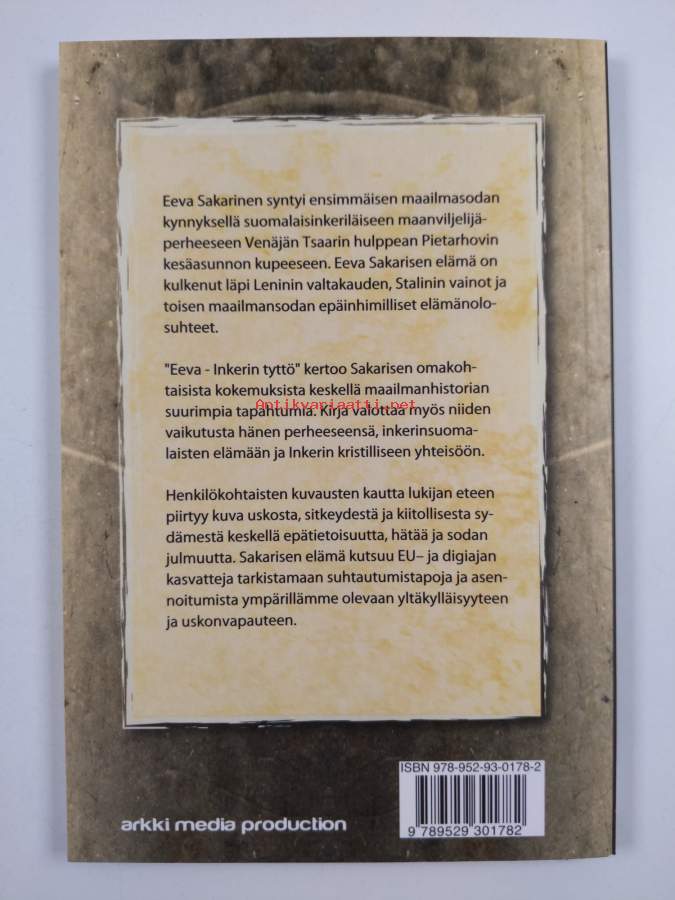 Eeva Sakarinen syntyi ensimmäisen maailmasodan
kynnyksellä suomalaisinkeriläiseen maanviljelijä-
perheeseen Venäjän Tsaarin hulppean Pietarhovin
kesäasunnon kupeeseen. Eeva Sakarisen elämä on
kulkenut läpi Leninin valtakauden, Stalinin vainot ja
toisen maailmansodan epäinhimilliset elämänolo-
suhteet.
"Eeva - Inkerin tyttö" kertoo Sakarisen omakoh-
taisista kokemuksista keskellä maailmanhistorian
suurimpia tapahtumia. Kirja valottaa myös niiden
Antikvariaatti.net
vaikutusta hänen perheeseensä, inkerinsuoma-
laisten elämään ja Inkerin kristilliseen yhteisöön.
Henkilökohtaisten kuvausten kautta lukijan eteen
piirtyy kuva uskosta, sitkeydestä ja kiitollisesta sy-
dämestä keskellä epätietoisuutta, hätää ja sodan
julmuutta. Sakarisen elämä kutsuu EU– ja digiajan
kasvatteja tarkistamaan suhtautumistapoja ja asen-
noitumista ympärillämme olevaan yltäkylläisyyteen
ja uskonvapauteen.
ISBN 978-952-93-0178-2
9 789529 301782
arkki media production